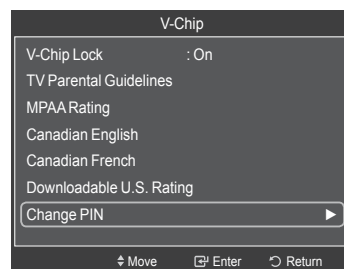 V-Chip
V-Chip Lock : On
TV Parental Guidelines
MPAA Rating
Canadian English
Canadian French
Downloadable U.S. Rating
Change PIN ►
Move Enter Return